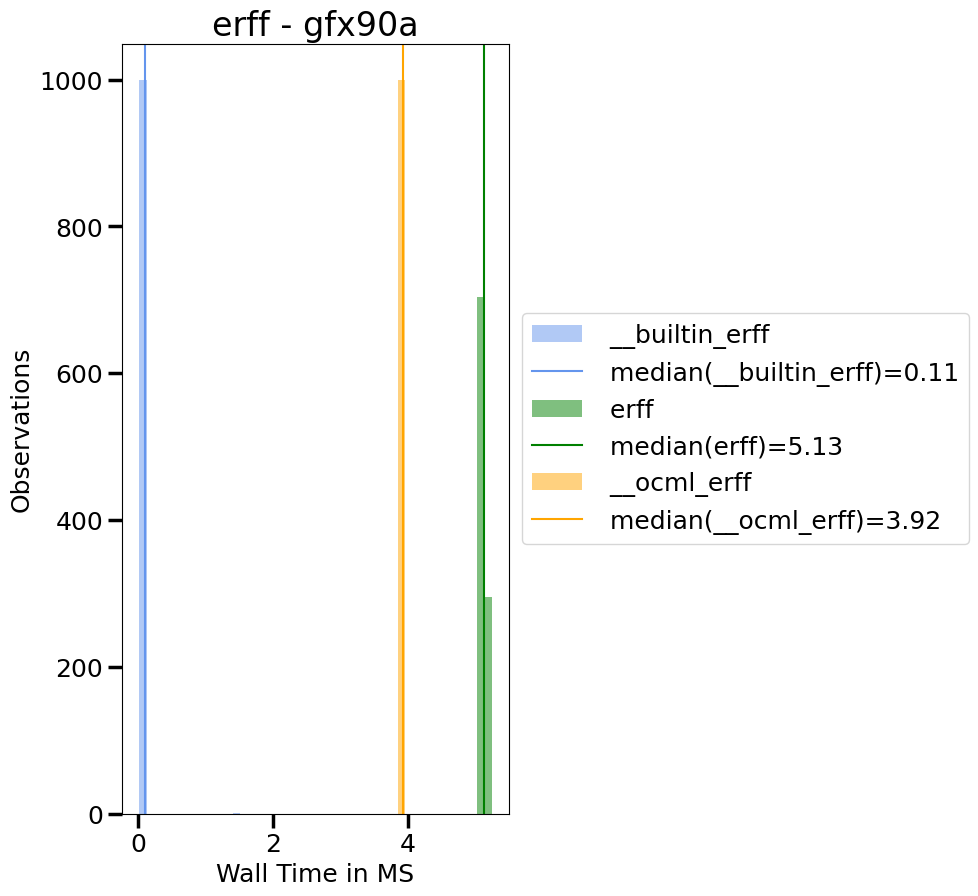 erff - gfx90a
1000
800
600
400
200
0
Observations
0 2 4
Wall Time in MS
__builtin_erff
median(__builtin_erff)=0.11
erff
median(erff)=5.13
__ocml_erff
median(__ocml_erff)=3.92